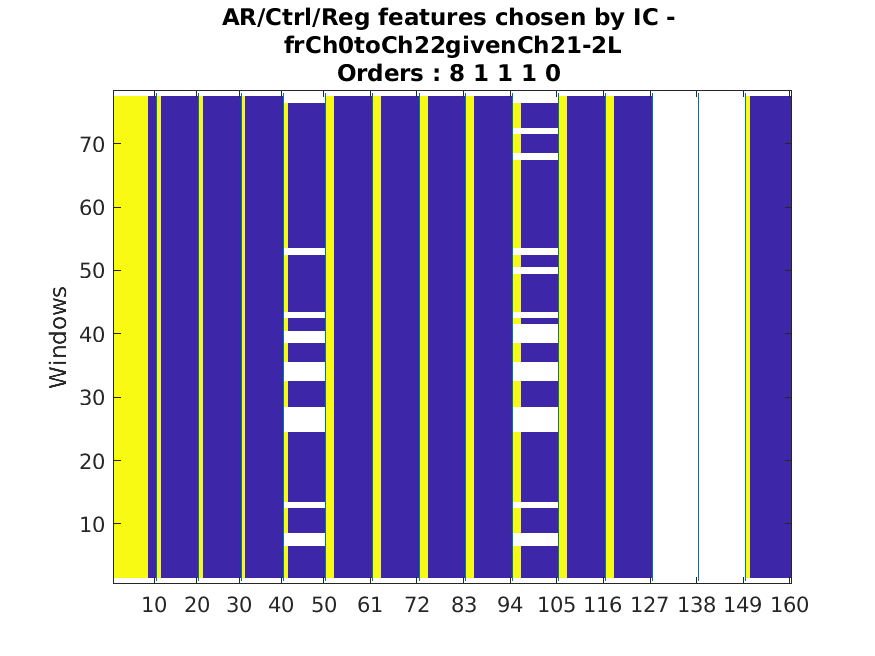 AR/Ctrl/Reg features chosen by IC -
frCh0toCh22givenCh21-2L
Orders : 8 1 1 1 0
Windows
70
60
50
40
30
20
10
10 20 30 40 50 61 72 83 94 105 116 127 138 149 160